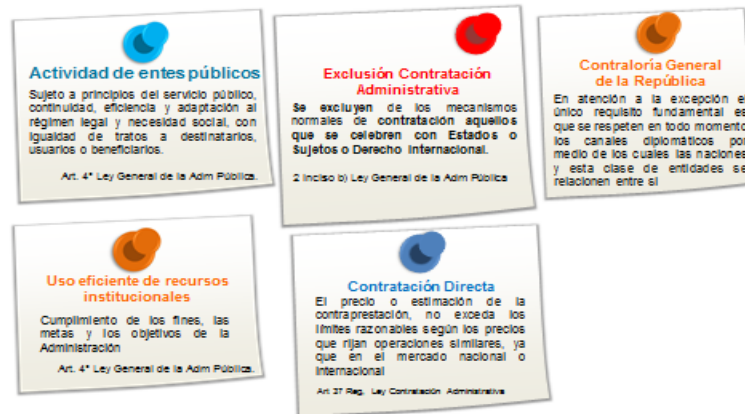 Actividad de entes públicos
Sujeto a principios del servicio público,
continuidad, eficiencia y adaptación al
régimen legal y necesidad social, con
igualdad de tratos a destinatarios,
usuarios o beneficiarios.
Art. 4° Ley General de la Adm Pública.
Exclusión Contratación
Administrativa
Se excluyen de los mecanismos
normales de contratación aquellos
que se celebren con Estados o
Sujetos o Derecho Internacional.
2 inciso b) Ley General de la Adm Pública
Contraloría General
de la República
En atención a la excepción el
único requisito fundamental es
que se respeten en todo momento
los canales diplomáticos por
medio de los cuales las naciones
y esta clase de entidades se
relacionen entre sí
Uso eficiente de recursos
institucionales
Cumplimiento de los fines, las
metas y los objetivos de la
Administración
Art. 4° Ley General de la Adm Pública.
Contratación Directa
El precio o estimación de la
contraprestación, no exceda los
límites razonables según los precios
que rijan operaciones similares, ya
que en el mercado nacional o
internacional
Art 37 Reg. Ley Contratación Administrativa